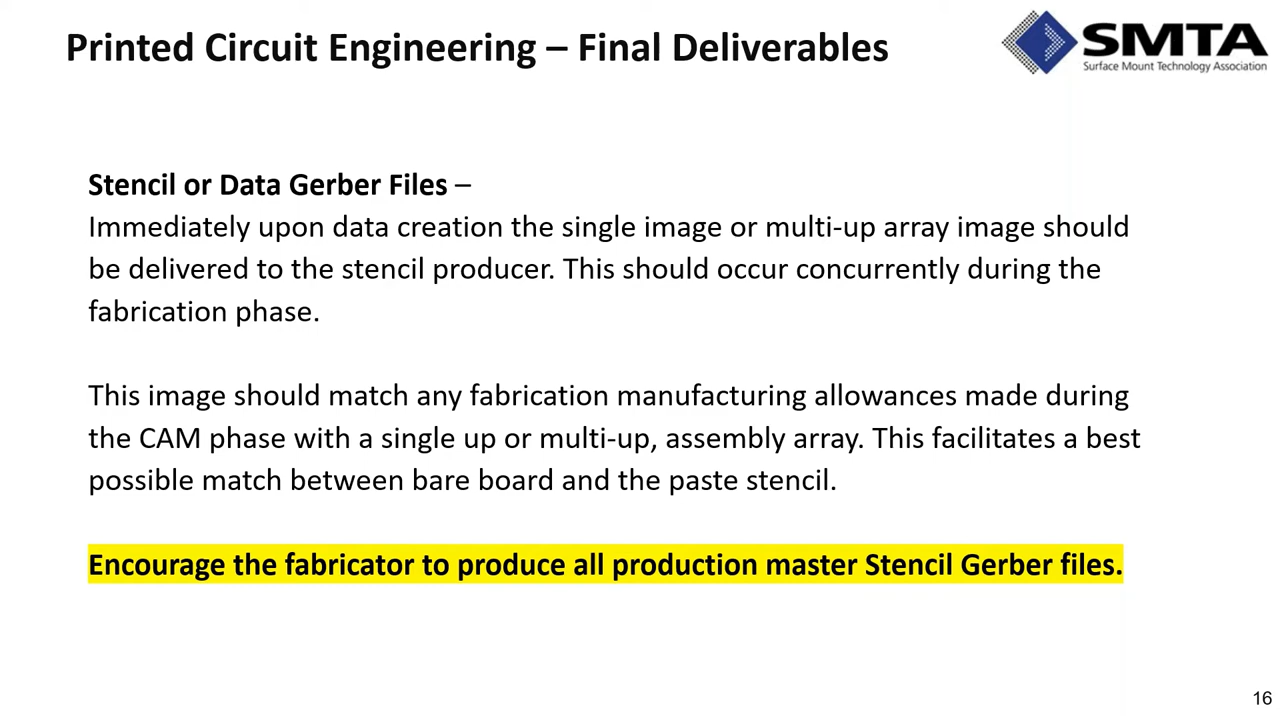 Printed Circuit Engineering – Final Deliverables
SMTA
Surface Mount Technology Association
Stencil or Data Gerber Files –
Immediately upon data creation the single image or multi-up array image should
be delivered to the stencil producer. This should occur concurrently during the
fabrication phase.
This image should match any fabrication manufacturing allowances made during
the CAM phase with a single up or multi-up, assembly array. This facilitates a best
possible match between bare board and the paste stencil.
Encourage the fabricator to produce all production master Stencil Gerber files.
16